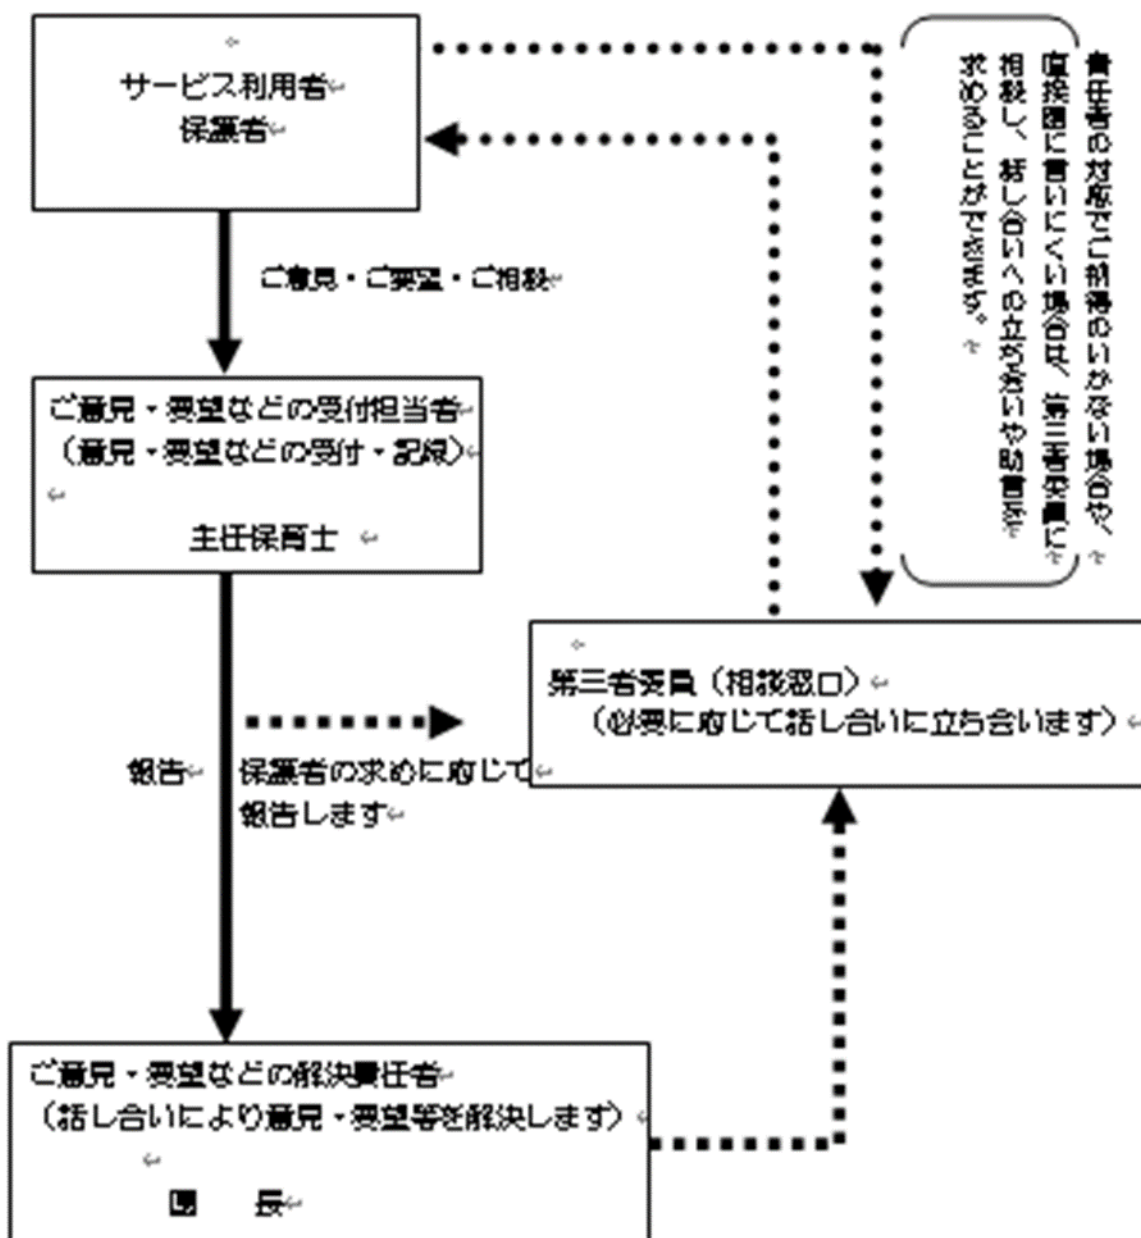 サービス利用者
保護者
ご意見・ご要望・ご相談
責任者の対応でご納得のいかない場合や、
直接園に言いにくい場合は、第三者委員に
相談し、話し合いへの立ち会いや助言を
求めることができます。
ご意見・要望などの受付担当者
（意見・要望などの受付・記録）
主任保育士
第三者委員（相談窓口）
（必要に応じて話し合いに立ち会います）
報告
保護者の求めに応じて
報告します
ご意見・要望などの解決責任者
（話し合いにより意見・要望等を解決します）
園　　長